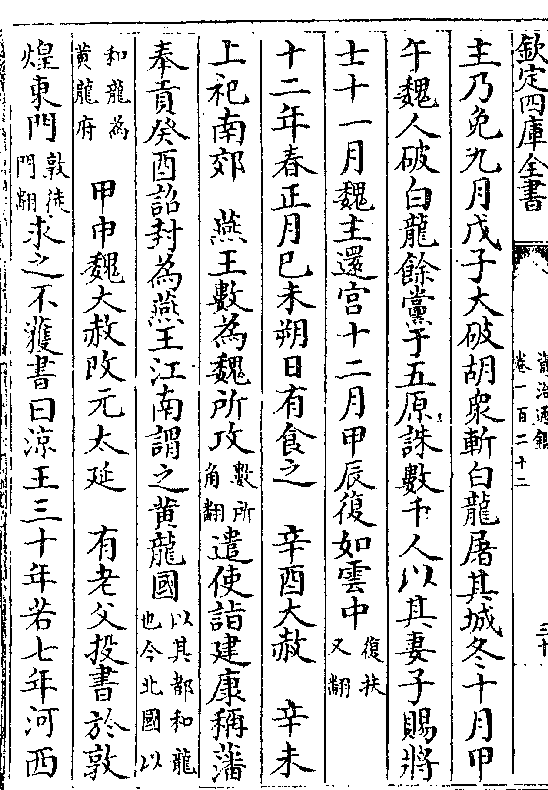 欽定四庫全書
資治通鑑
卷一百二十二
三十
主乃免九月戊子大破胡衆斬白龍屠其城冬十月甲
午魏人破白龍餘黨于五原誅數千人以其妻子賜將
士十一月魏主還宫十二月甲辰復如雲中復扶又翻
十二年春正月己未朔日有食之　辛酉大赦　辛未
上祀南郊　燕王數為魏所攻數所角翻遣使詣建康稱藩
奉貢癸酉詔封為燕王江南謂之黄龍國以其都和龍也今北國以
和龍為黄龍府　甲申魏大赦改元太延　有老父投書於敦
煌東門敦徒門翻求之不獲書曰涼王三十年若七年河西